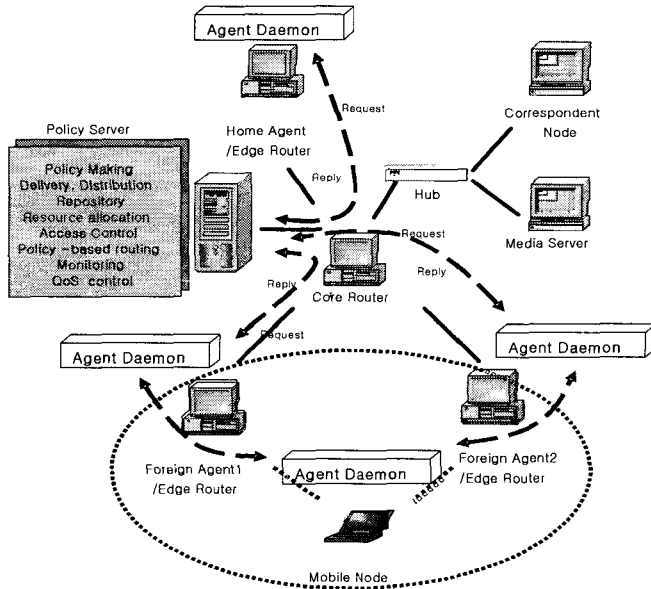 Agent Daemon
Request
Correspondent
Node
Policy Server
Home Agent
/Edge Router
Policy Making
Delivery, Distribution
Repository
Resource allocation
Access Control
Policy -based routing
Monitoring
QoS control
Reply
Hub
Request
Media Server
Reply
Reply
Core Router
Request
Agent Daemon
Agent Daemon
Foreign Agent1
/Edge Router
Agent Daemon
Foreign Agent2
/Edge Router
Mobile Node